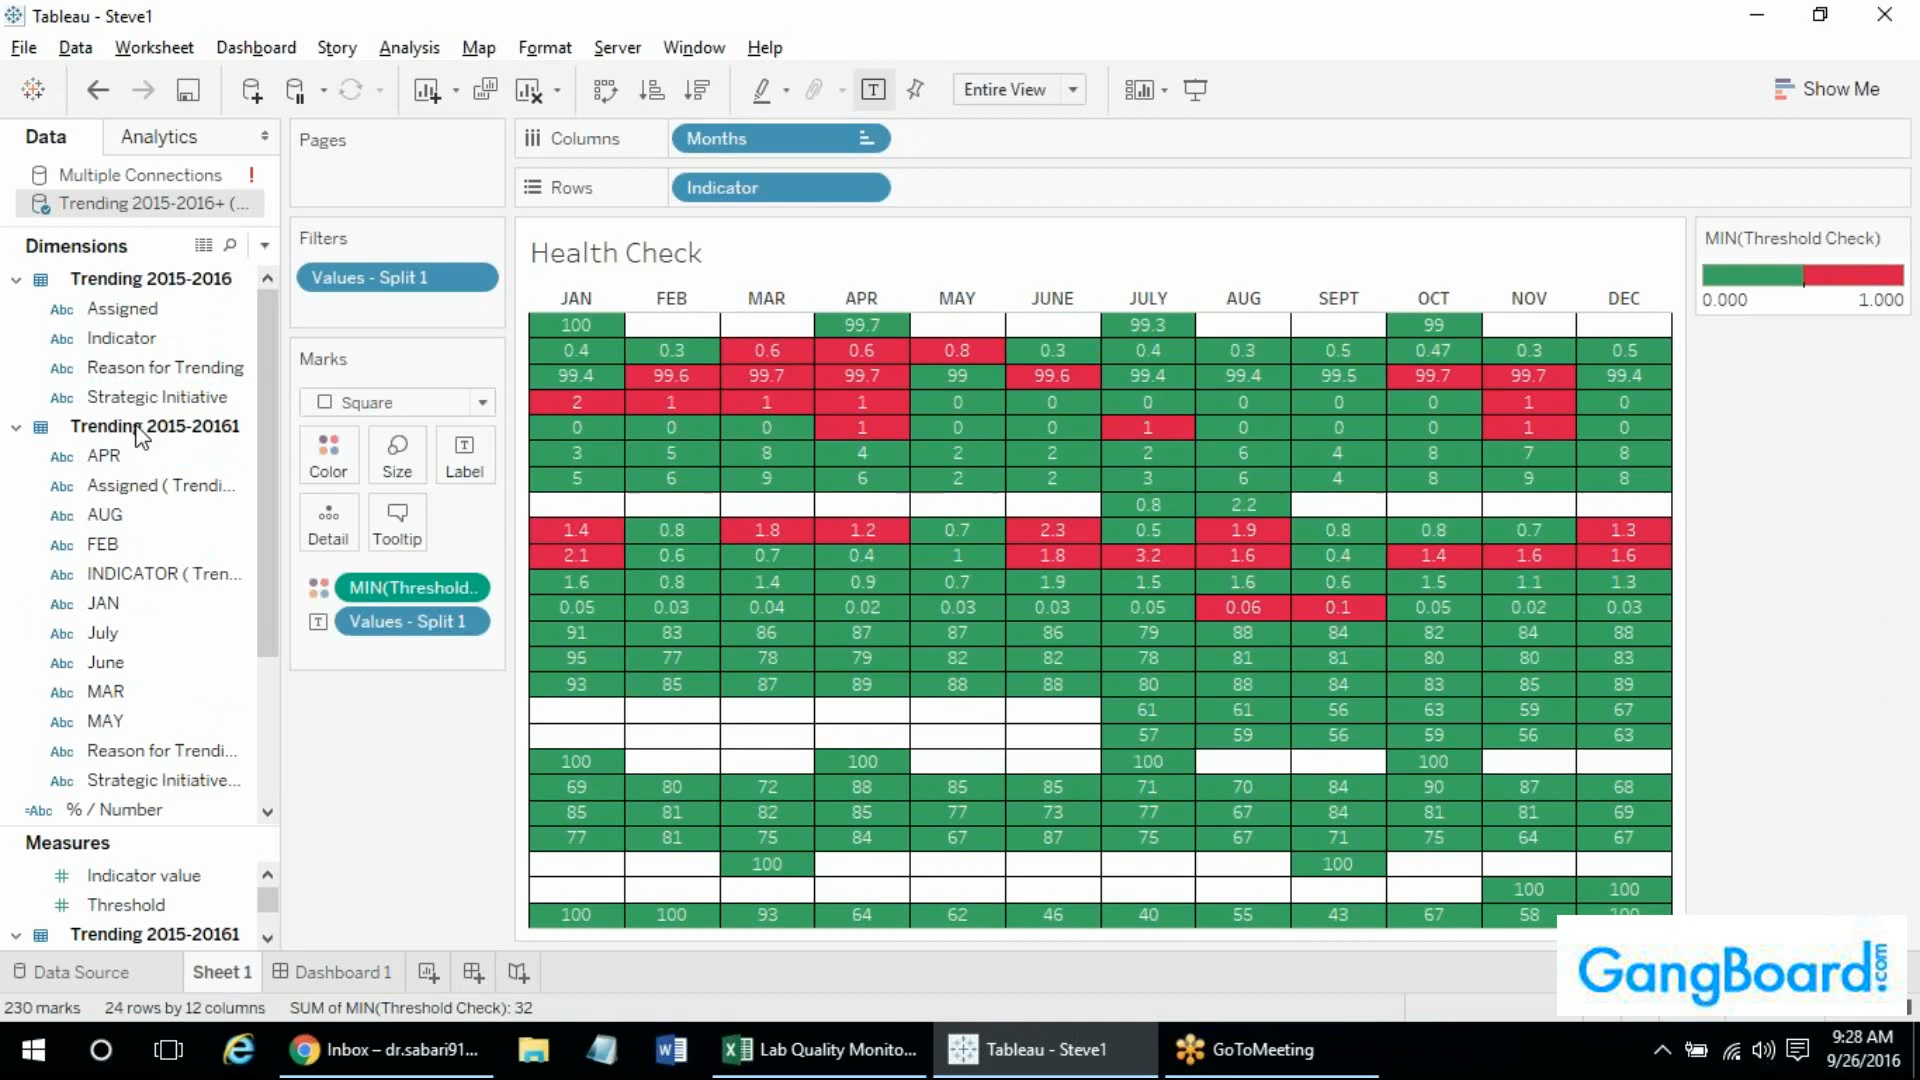 Tableau - Steve1
File Data Worksheet Dashboard Story Analysis Map Format Server Window Help
Entire View
Show Me
Data Analytics
Pages
Columns Months
Multiple Connections !
Trending 2015-2016+ (...
Rows Indicator
Dimensions
Filters
Values - Split 1
Health Check
MIN(Threshold Check)
0.000 1.000
Trending 2015-2016
Abc Assigned
Abc Indicator
Abc Reason for Trending
Abc Strategic Initiative
Trending 2015-20161
Abc APR
Abc Assigned ( Trendi...
Abc AUG
Abc FEB
Abc INDICATOR ( Tren...
Abc JAN
Abc July
Abc June
Abc MAR
Abc MAY
Abc Reason for Trendi...
Abc Strategic Initiative...
=Abc % / Number
Measures
# Indicator value
# Threshold
Trending 2015-20161
Marks
Square
Color Size Label
Detail Tooltip
MIN(Threshold..
Values - Split 1
JAN FEB MAR APR MAY JUNE JULY AUG SEPT OCT NOV DEC
100 99.7 99.3 99
0.4 0.3 0.6 0.6 0.8 0.3 0.4 0.3 0.5 0.47 0.3 0.5
99.4 99.6 99.7 99.7 99 99.6 99.4 99.4 99.5 99.7 99.7 99.4
2 1 1 1 0 0 0 0 0 0 1 0
0 0 0 1 0 0 1 0 0 0 1 0
3 5 8 4 2 2 2 6 4 8 7 8
5 6 9 6 2 2 3 6 4 8 9 8
0.8 2.2
1.4 0.8 1.8 1.2 0.7 2.3 0.5 1.9 0.8 0.8 0.7 1.3
2.1 0.6 0.7 0.4 1 1.8 3.2 1.6 0.4 1.4 1.6 1.6
1.6 0.8 1.4 0.9 0.7 1.9 1.5 1.6 0.6 1.5 1.1 1.3
0.05 0.03 0.04 0.02 0.03 0.03 0.05 0.06 0.1 0.05 0.02 0.03
91 83 86 87 87 86 79 88 84 82 84 88
95 77 78 79 82 82 78 81 81 80 80 83
93 85 87 89 88 88 80 88 84 83 85 89
61 61 56 63 59 67
57 59 56 59 56 63
100 100 100 100
69 80 72 88 85 85 71 70 84 90 87 68
85 81 82 85 77 73 77 67 84 81 81 69
77 81 75 84 67 87 75 67 71 75 64 67
100 100
100 100
100 100 93 64 62 46 40 55 43 67 58 100
GangBoard.com
Data Source Sheet 1 Dashboard 1
230 marks 24 rows by 12 columns SUM of MIN(Threshold Check): 32
Inbox – dr.sabari91... Lab Quality Monito... Tableau - Steve1 GoToMeeting
9:28 AM
9/26/2016